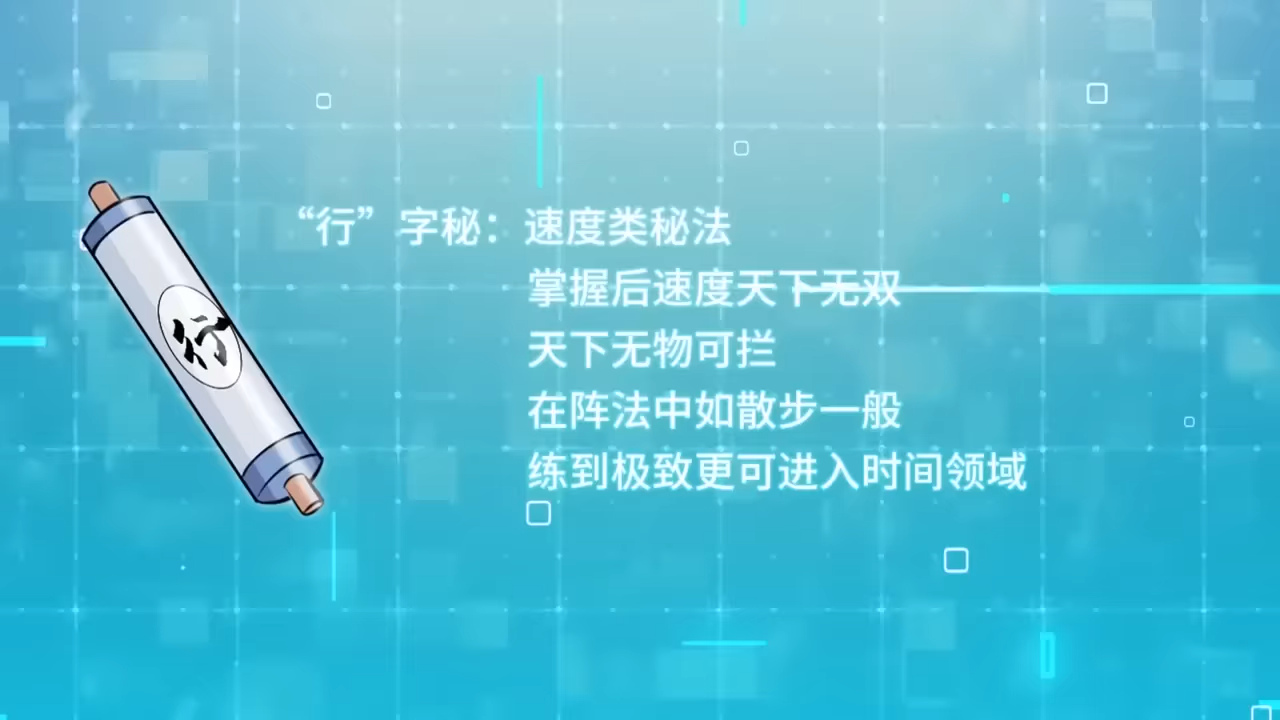 行
“行”字秘：速度类秘法
掌握后速度天下无双
天下无物可拦
在阵法中如散步一般
练到极致更可进入时间领域